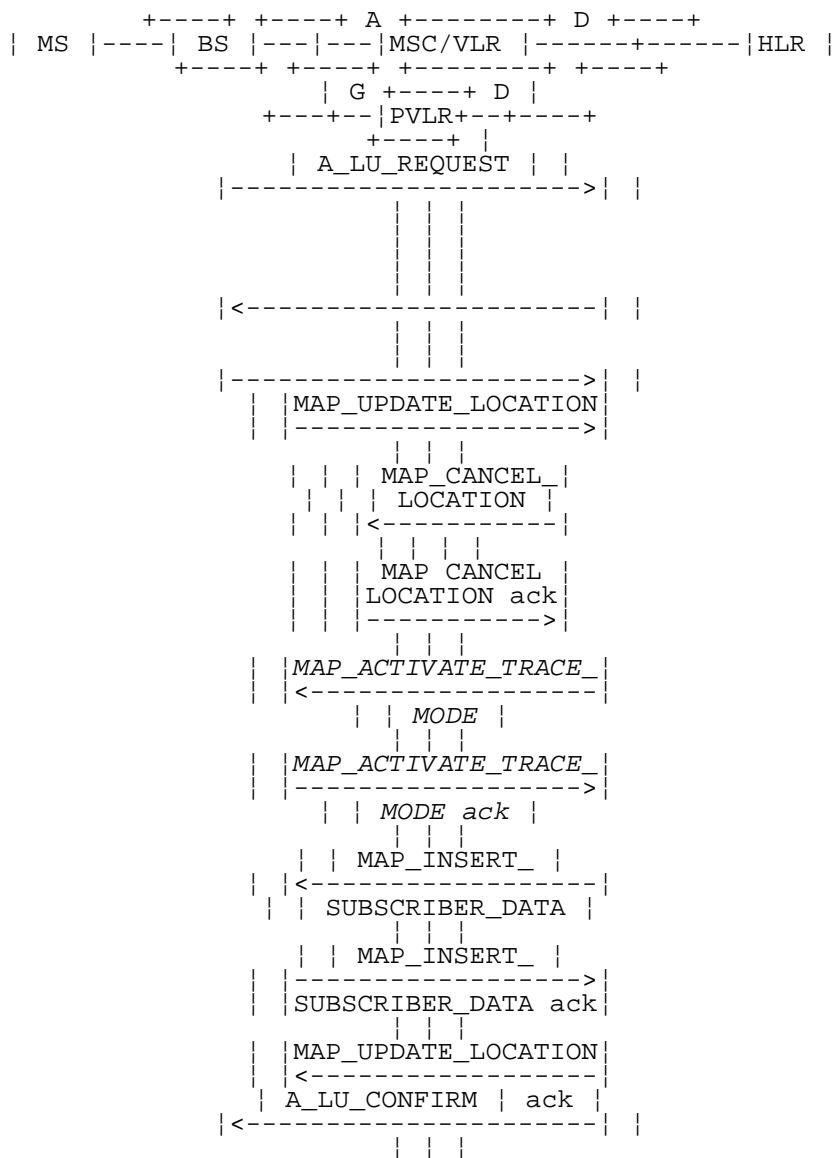 +----+ +----+ A +--------+ D +----+
¦ MS ¦----¦ BS ¦---¦---¦MSC/VLR ¦------+------¦HLR ¦
+----+ +----+ +--------+ +----+
¦ G +----+ D ¦
+---+--¦PVLR+--+----+
+----+ ¦
¦ A_LU_REQUEST ¦ ¦
¦----------------------->¦ ¦
¦ ¦ ¦
¦ ¦ ¦
¦ ¦ ¦
¦ ¦ ¦
¦ ¦ ¦
¦<-----------------------¦ ¦
¦ ¦ ¦
¦ ¦ ¦
¦----------------------->¦ ¦
¦ ¦MAP_UPDATE_LOCATION¦
¦ ¦------------------>¦
¦ ¦ ¦
¦ ¦ ¦ MAP_CANCEL_¦
¦ ¦ ¦ LOCATION ¦
¦ ¦ ¦<-----------¦
¦ ¦ ¦ ¦
¦ ¦ ¦ MAP CANCEL ¦
¦ ¦ ¦LOCATION ack¦
¦ ¦ ¦----------->¦
¦ ¦ ¦
¦ ¦MAP_ACTIVATE_TRACE_¦
¦ ¦<------------------¦
¦ ¦ MODE ¦
¦ ¦ ¦
¦ ¦MAP_ACTIVATE_TRACE_¦
¦ ¦------------------>¦
¦ ¦ MODE ack ¦
¦ ¦ ¦
¦ ¦ MAP_INSERT_ ¦
¦ ¦<------------------¦
¦ ¦ SUBSCRIBER_DATA ¦
¦ ¦ ¦
¦ ¦ MAP_INSERT_ ¦
¦ ¦------------------>¦
¦ ¦SUBSCRIBER_DATA ack¦
¦ ¦ ¦
¦ ¦MAP_UPDATE_LOCATION¦
¦ ¦<------------------¦
¦ A_LU_CONFIRM ¦ ack ¦
¦<-----------------------¦ ¦
¦ ¦ ¦